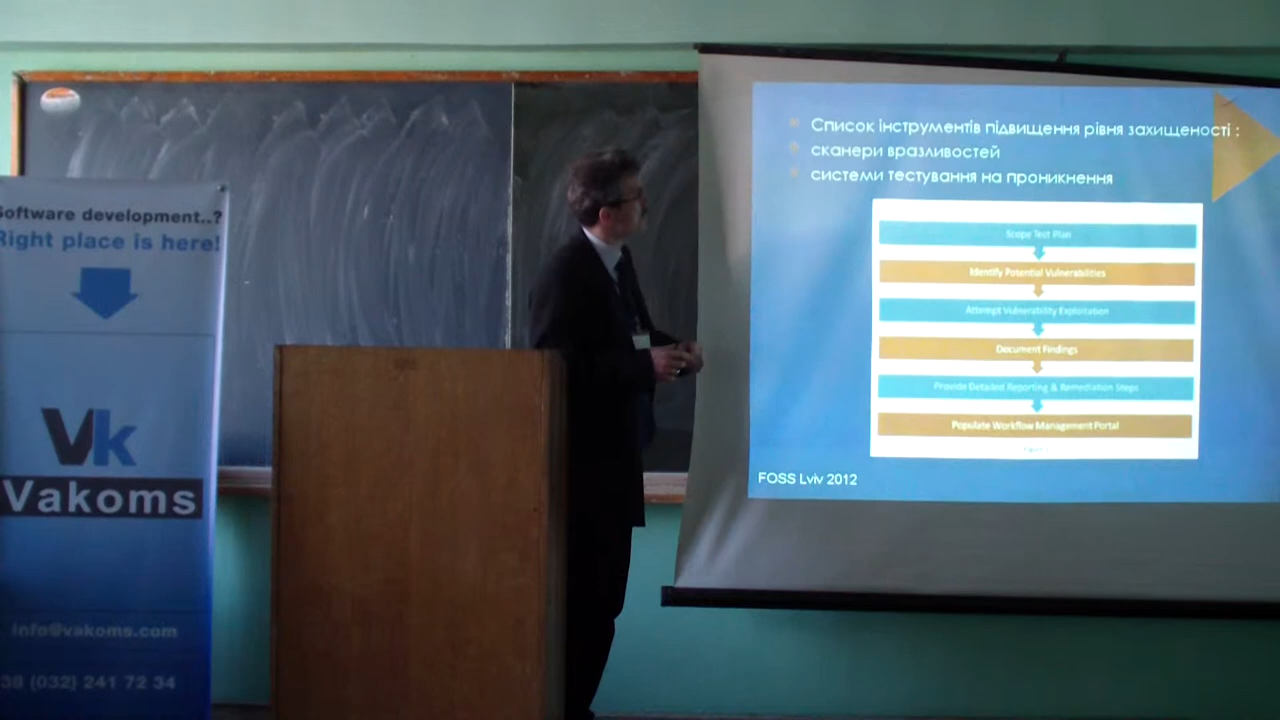 Software development..?
Right place is here!
Vk
Vakoms
info@vakoms.com
38 (032) 241 72 34
Список інструментів підвищення рівня захищеності :
сканери вразливостей
системи тестування на проникнення
Scope Test Plan
Identify Potential Vulnerabilities
Attempt Vulnerability Exploitation
Document Findings
Provide Detailed Reporting & Remediation Steps
Populate Workflow Management Portal
FOSS Lviv 2012